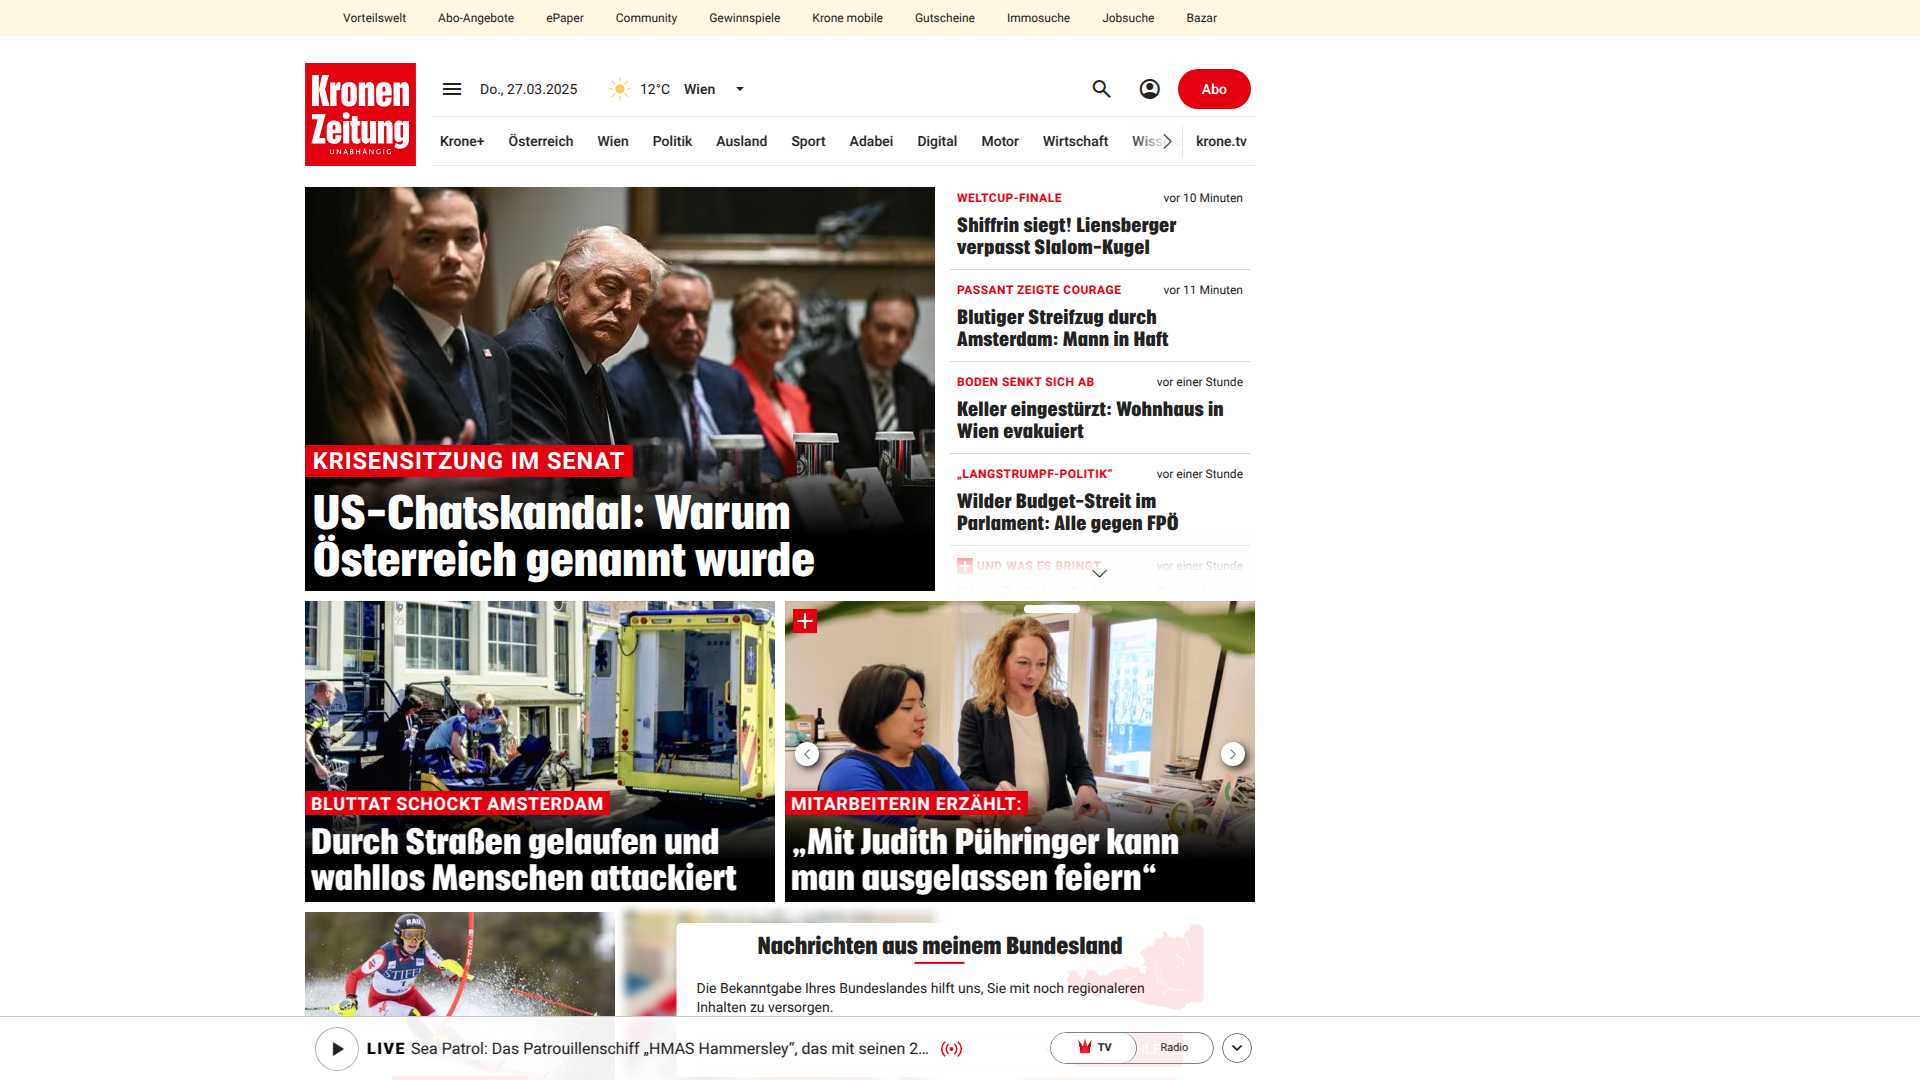 Vorteilswelt Abo-Angebote ePaper Community Gewinnspiele Krone mobile Gutscheine Immosuche Jobsuche Bazar
Kronen
Zeitung
UNABHÄNGIG
Do., 27.03.2025 12°C Wien
Abo
Krone+ Österreich Wien Politik Ausland Sport Adabei Digital Motor Wirtschaft Wiss krone.tv
KRISENSITZUNG IM SENAT
US-Chatskandal: Warum
Österreich genannt wurde
WELTCUP-FINALE vor 10 Minuten
Shiffrin siegt! Liensberger
verpasst Slalom-Kugel
PASSANT ZEIGTE COURAGE vor 11 Minuten
Blutiger Streifzug durch
Amsterdam: Mann in Haft
BODEN SENKT SICH AB vor einer Stunde
Keller eingestürzt: Wohnhaus in
Wien evakuiert
„LANGSTRUMPF-POLITIK“ vor einer Stunde
Wilder Budget-Streit im
Parlament: Alle gegen FPÖ
UND WAS ES BRINGT vor einer Stunde
BLUTTAT SCHOCKT AMSTERDAM
Durch Straßen gelaufen und
wahllos Menschen attackiert
MITARBEITERIN ERZÄHLT:
„Mit Judith Pühringer kann
man ausgelassen feiern“
STIFEL
Nachrichten aus meinem Bundesland
Die Bekanntgabe Ihres Bundeslandes hilft uns, Sie mit noch regionaleren
Inhalten zu versorgen.
LIVE Sea Patrol: Das Patrouillenschiff „HMAS Hammersley“, das mit seinen 2...
TV Radio